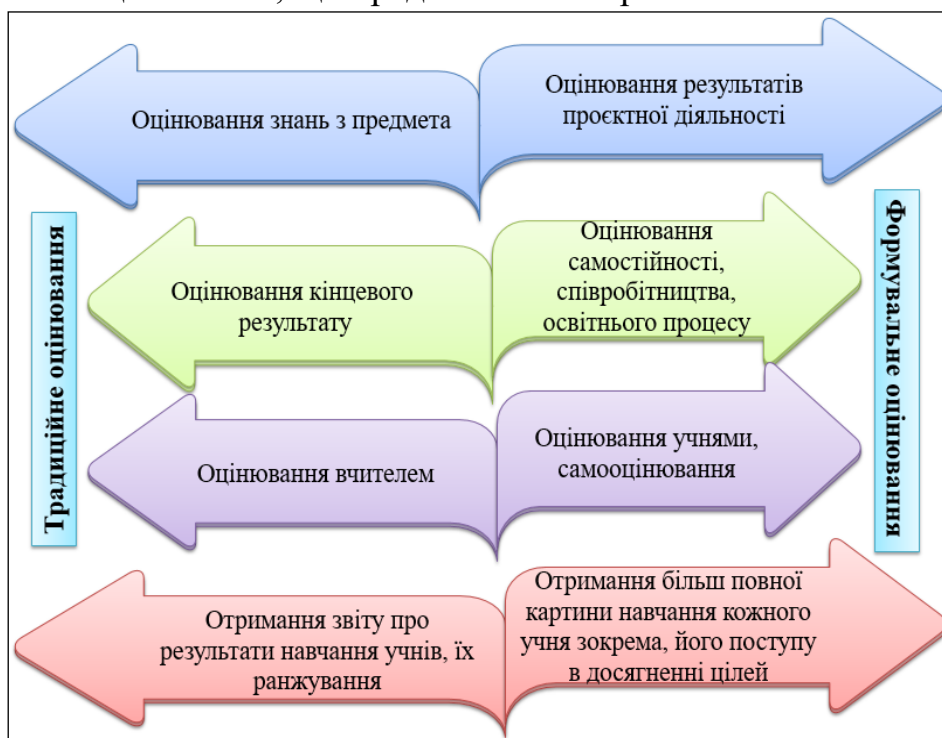 Традиційне оцінювання
Формувальне оцінювання
Оцінювання знань з предмета
Оцінювання результатів
проєктної діяльності
Оцінювання кінцевого
результату
Оцінювання
самостійності,
співробітництва,
освітнього процесу
Оцінювання вчителем
Оцінювання учнями,
самооцінювання
Отримання звіту про
результати навчання учнів, їх
ранжування
Отримання більш повної
картини навчання кожного
учня зокрема, його поступу
в досягненні цілей